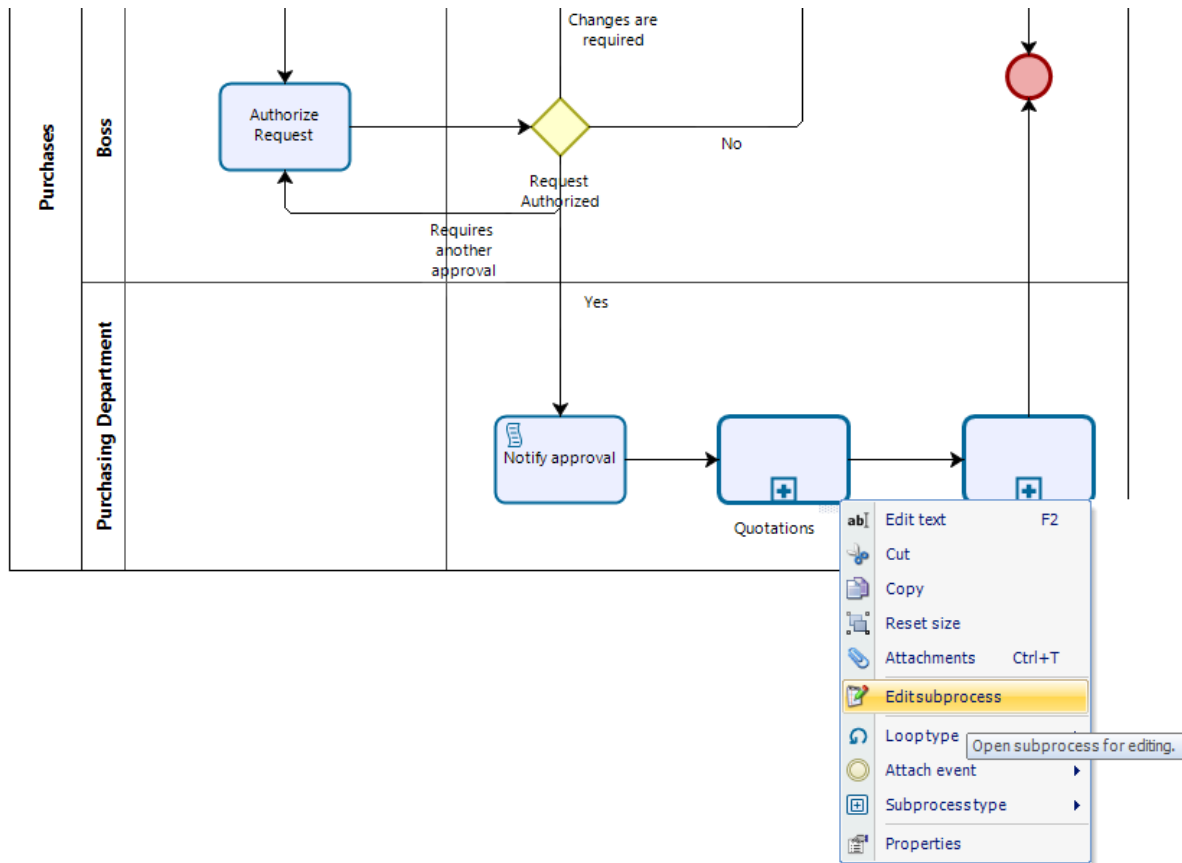 Changes are
required
Purchases
Boss
Authorize
Request
No
Request
Authorized
Requires
another
approval
Yes
Purchasing Department
Notify approval
Quotations
Edit text F2
Cut
Copy
Reset size
Attachments Ctrl+T
Editsubprocess
Looptype
Open subprocess for editing.
Attach event
Subprocesstype
Properties